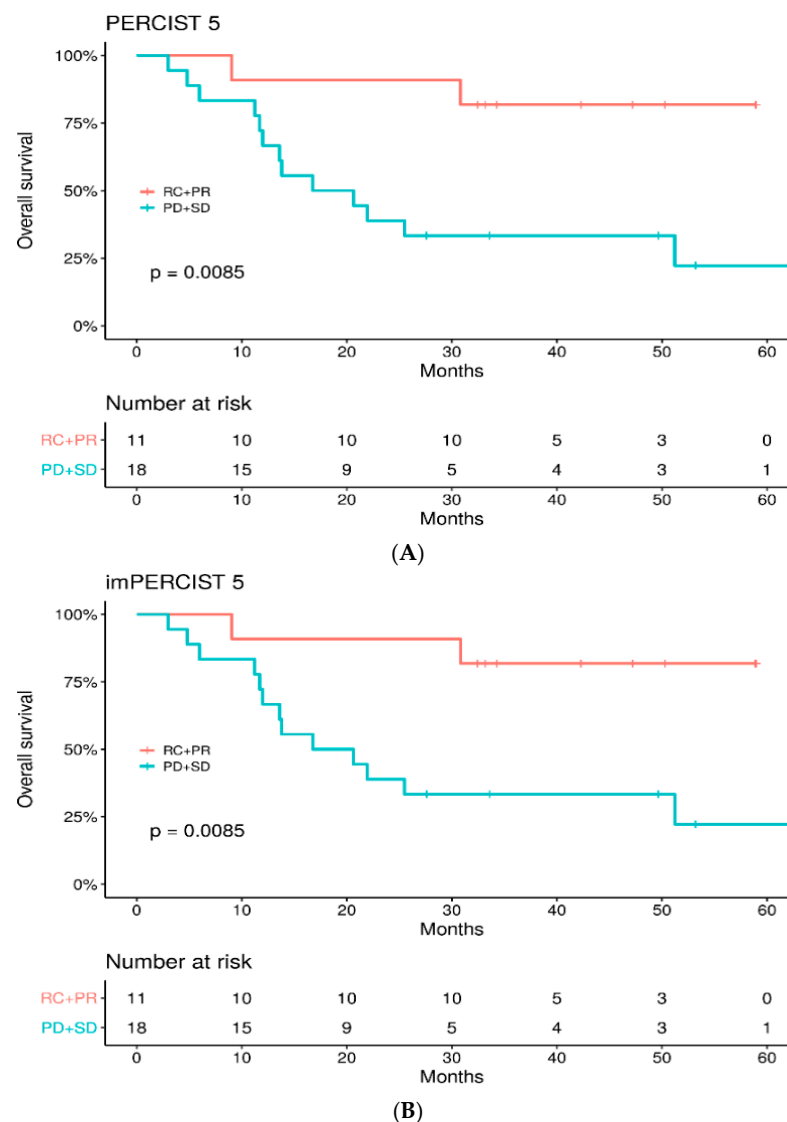 PERCIST 5
100%
75%
50%
25%
0%
Overall survival
RC+PR
PD+SD
p = 0.0085
0 10 20 30 40 50 60
Months
Number at risk
RC+PR 11 10 10 10 5 3 0
PD+SD 18 15 9 5 4 3 1
0 10 20 30 40 50 60
Months
(A)
imPERCIST 5
100%
75%
50%
25%
0%
Overall survival
RC+PR
PD+SD
p = 0.0085
0 10 20 30 40 50 60
Months
Number at risk
RC+PR 11 10 10 10 5 3 0
PD+SD 18 15 9 5 4 3 1
0 10 20 30 40 50 60
Months
(B)